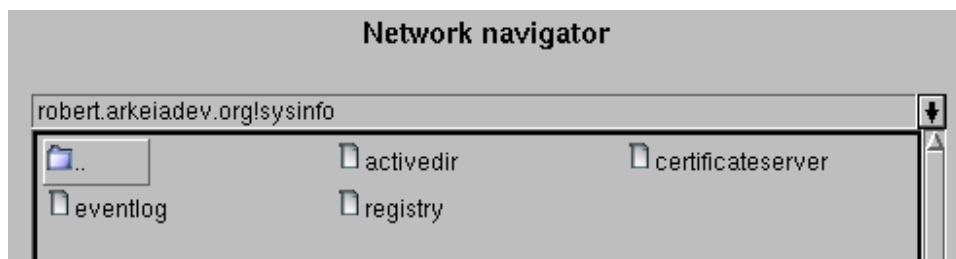 Network navigator
robert.arkeiadev.org!sysinfo
.. activedir certificateserver
eventlog registry